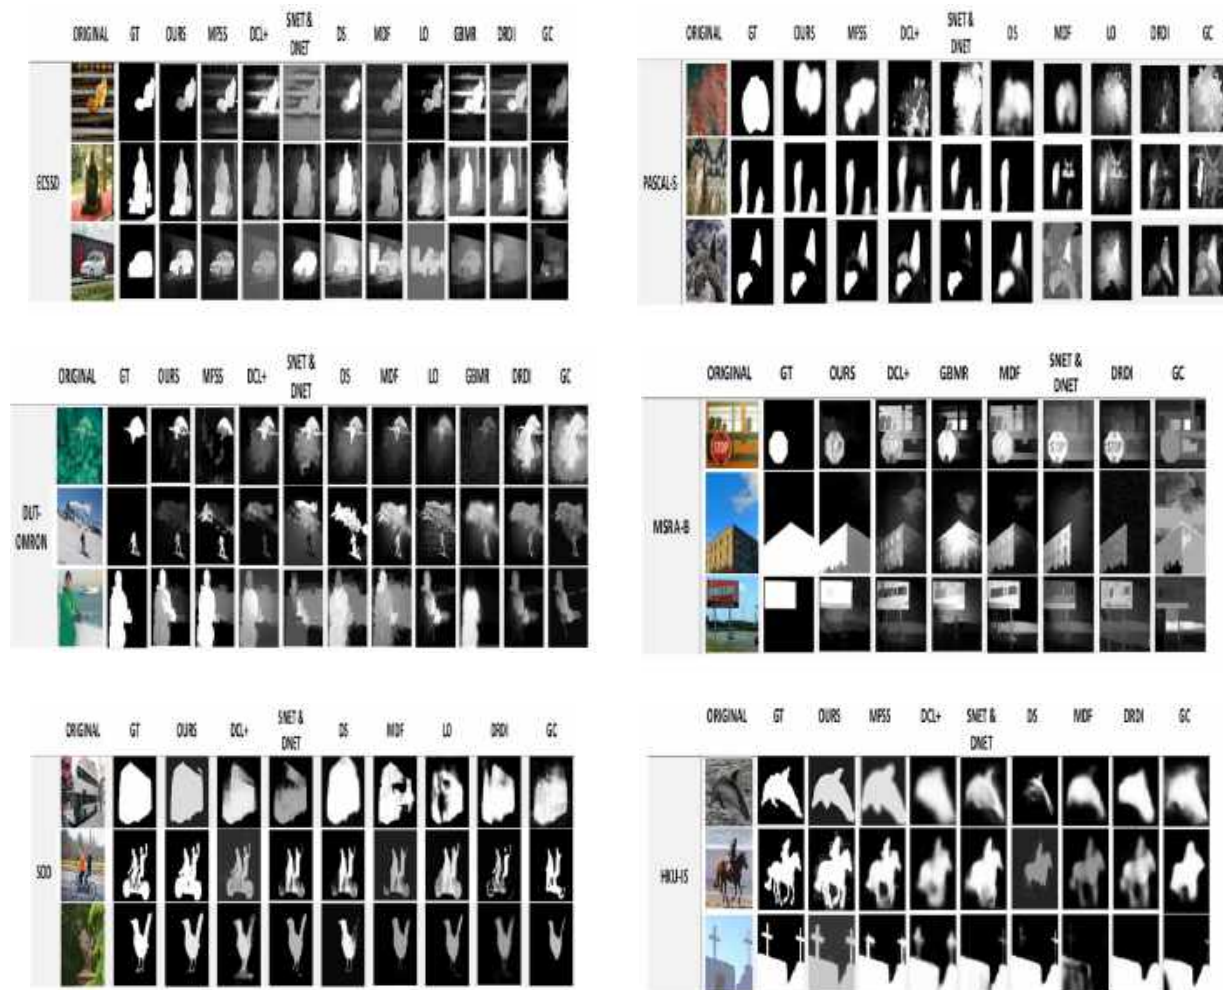 ORIGINAL GT OURS MFSS DCL+ SNET & DNET DS MDF LO GBMR DRDI GC
ECSSD
ORIGINAL GT OURS MFSS DCL+ SNET & DNET DS MDF LO DRDI GC
PASCAL-S
ORIGINAL GT OURS MFSS DCL+ SNET & DNET DS MDF LO GBMR DRDI GC
DUT-
OMRON
ORIGINAL GT OURS DCL+ GBMR MDF SNET & DNET DRDI GC
STOP
MSRA-B
ORIGINAL GT OURS DCL+ SNET & DNET DS MDF LO DRDI GC
SOD
ORIGINAL GT OURS MFSS DCL+ SNET & DNET DS MDF DRDI GC
HKU-IS